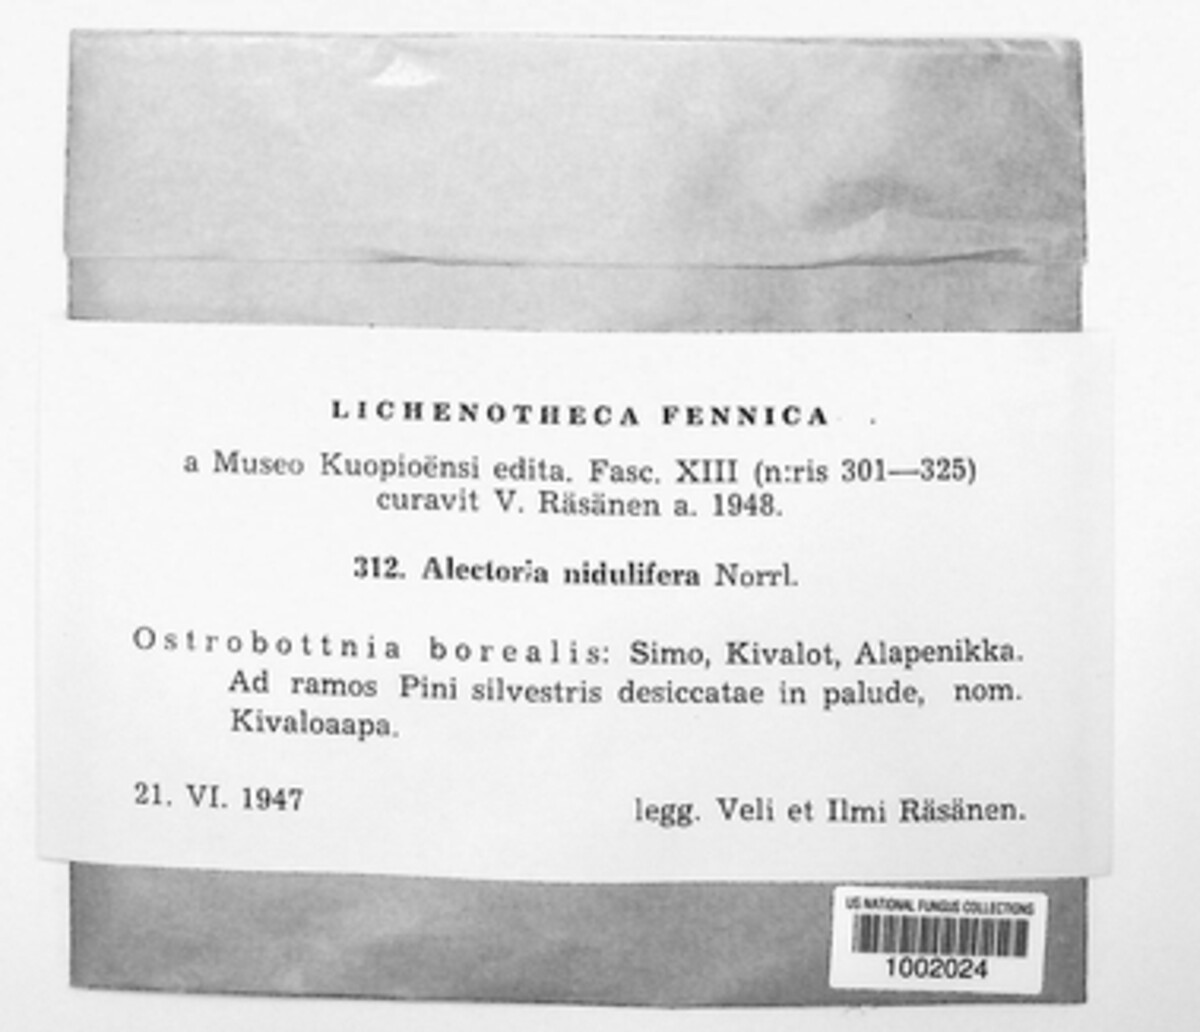 LICHENOTHECA FENNICA
a Museo Kuopioënsi edita. Fasc. XIII (n:ris 301—325)
curavit V. Räsänen a. 1948.
312. Alectoria nidulifera Norrl.
Ostrobottnia borealis: Simo, Kivalot, Alapenikka.
Ad ramos Pini silvestris desiccatae in palude, nom.
Kivaloaapa.
21. VI. 1947 legg. Veli et Ilmi Räsänen.
US NATIONAL FUNGUS COLLECTIONS
1002024